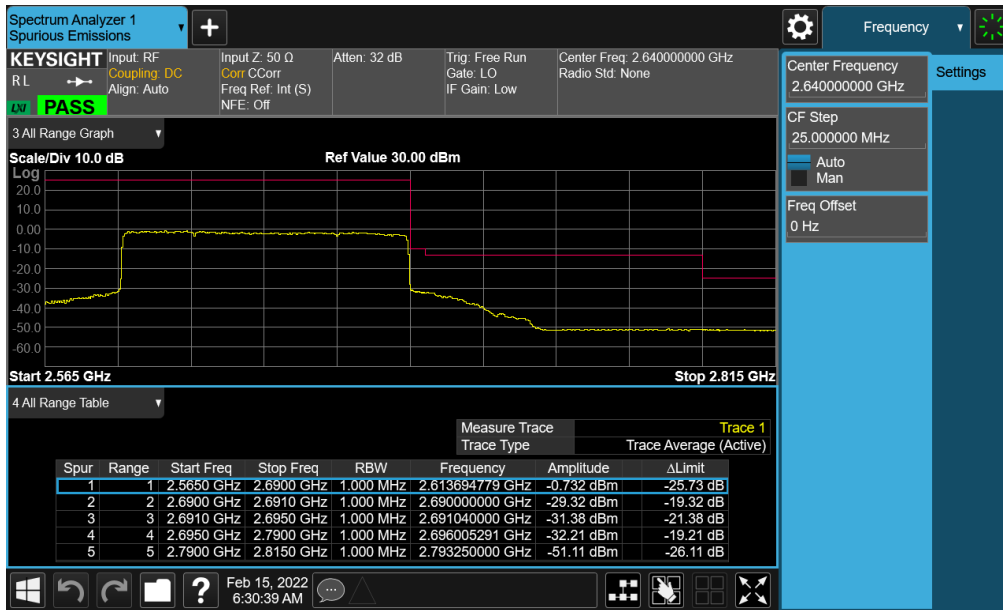 Spectrum Analyzer 1
Spurious Emissions
+
Frequency
KEYSIGHT Input: RF Input Z: 50 Ω Atten: 32 dB Trig: Free Run Center Freq: 2.640000000 GHz
R L Coupling: DC Corr CCorr Gate: LO Radio Std: None
Align: Auto Freq Ref: Int (S) IF Gain: Low
LXI PASS NFE: Off
Center Frequency
2.640000000 GHz
Settings
CF Step
25.000000 MHz
Auto
Man
Freq Offset
0 Hz
3 All Range Graph
Scale/Div 10.0 dB Ref Value 30.00 dBm
Log
20.0
10.0
0.00
-10.0
-20.0
-30.0
-40.0
-50.0
-60.0
Start 2.565 GHz Stop 2.815 GHz
4 All Range Table
Measure Trace Trace 1
Trace Type Trace Average (Active)
Spur Range Start Freq Stop Freq RBW Frequency Amplitude ΔLimit
1 1 2.5650 GHz 2.6900 GHz 1.000 MHz 2.613694779 GHz -0.732 dBm -25.73 dB
2 2 2.6900 GHz 2.6910 GHz 1.000 MHz 2.690000000 GHz -29.32 dBm -19.32 dB
3 3 2.6910 GHz 2.6950 GHz 1.000 MHz 2.691040000 GHz -31.38 dBm -21.38 dB
4 4 2.6950 GHz 2.7900 GHz 1.000 MHz 2.696005291 GHz -32.21 dBm -19.21 dB
5 5 2.7900 GHz 2.8150 GHz 1.000 MHz 2.793250000 GHz -51.11 dBm -26.11 dB
? Feb 15, 2022
6:30:39 AM